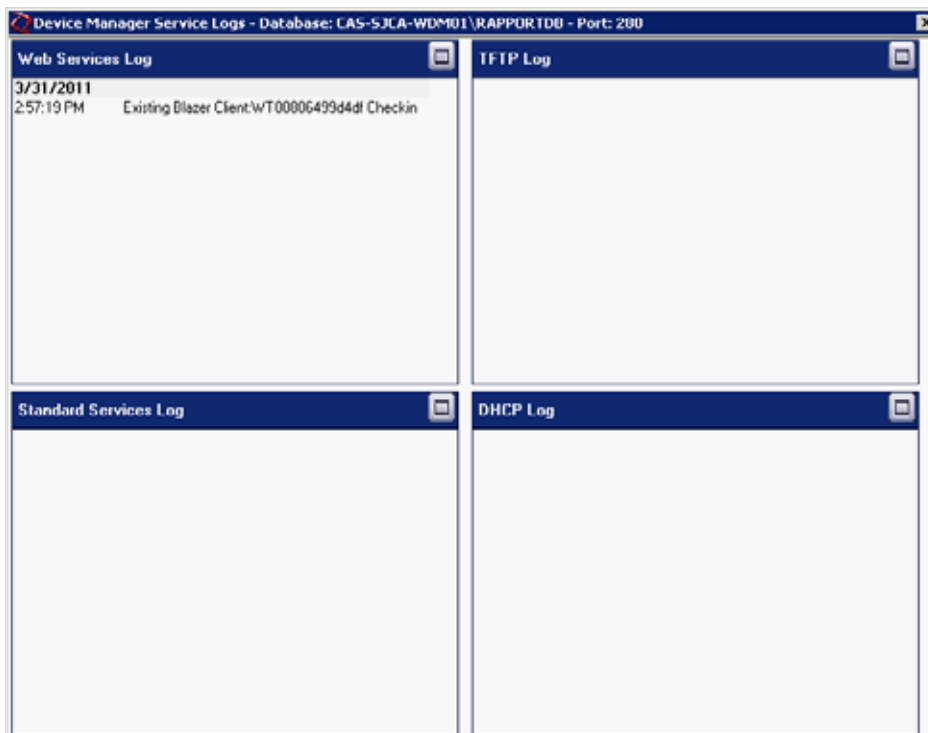 Device Manager Service Logs - Database: CAS-SJCA-WDM01\RAPPORTDB - Port: 280
Web Services Log
3/31/2011
2:57:19 PM Existing Blazer Client:WT00806499d4df Checkin
TFTP Log
Standard Services Log
DHCP Log